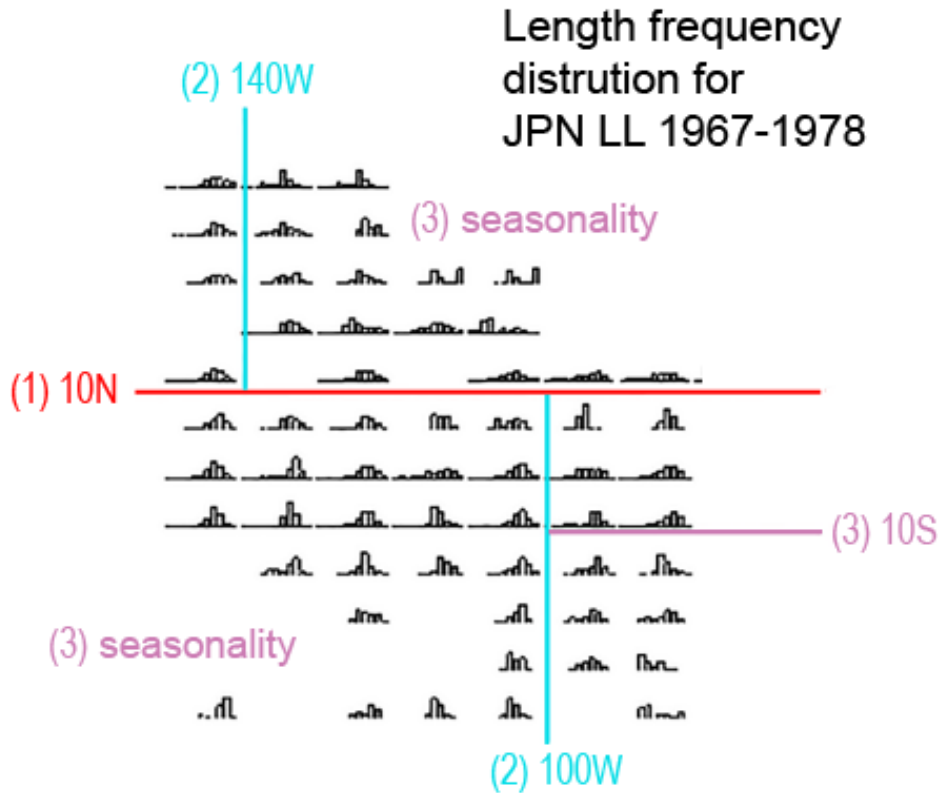 Length frequency
distrution for
JPN LL 1967-1978
(2) 140W
(3) seasonality
(1) 10N
(3) 10S
(3) seasonality
(2) 100W